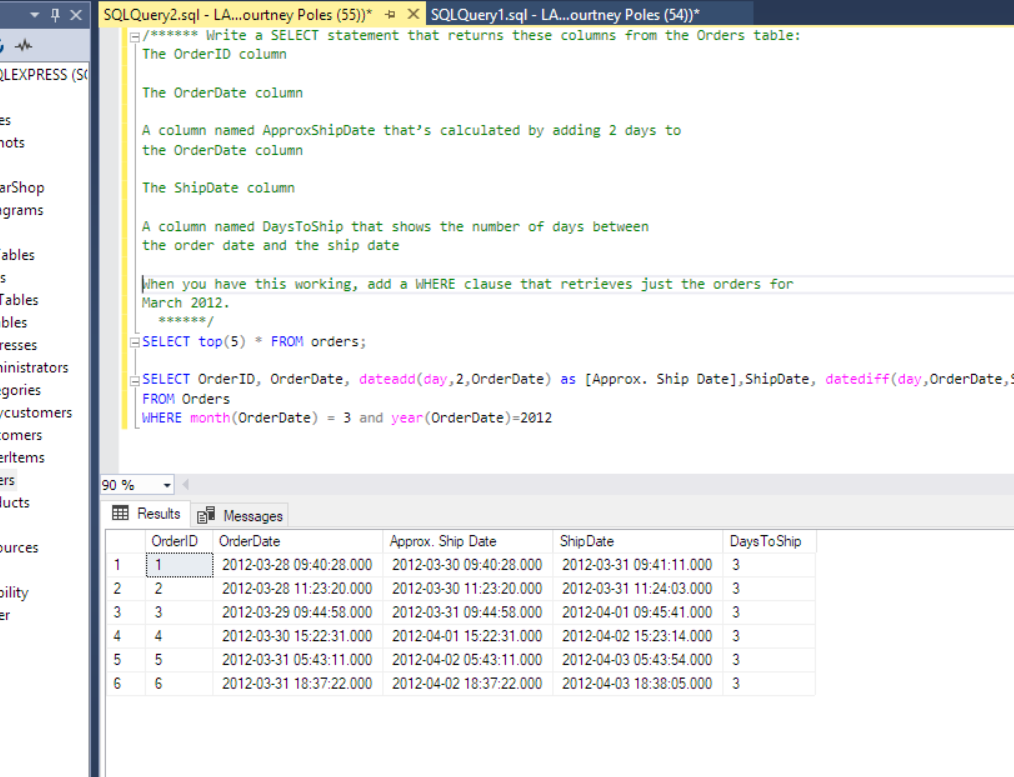 SQLQuery2.sql - LA...ourtney Poles (55))* SQLQuery1.sql - LA...ourtney Poles (54))*
/****** Write a SELECT statement that returns these columns from the Orders table:
The OrderID column
The OrderDate column
A column named ApproxShipDate that’s calculated by adding 2 days to
the OrderDate column
The ShipDate column
A column named DaysToShip that shows the number of days between
the order date and the ship date
When you have this working, add a WHERE clause that retrieves just the orders for
March 2012.
******/
SELECT top(5) * FROM orders;
SELECT OrderID, OrderDate, dateadd(day,2,OrderDate) as [Approx. Ship Date],ShipDate, datediff(day,OrderDate,S
FROM Orders
WHERE month(OrderDate) = 3 and year(OrderDate)=2012
QLEXPRESS (SQ
es
hots
arShop
agrams
ables
s
Tables
bles
resses
ministrators
egories
ycustomers
tomers
erItems
ers
ducts
ources
bility
er
90 %
Results Messages
OrderID OrderDate Approx. Ship Date ShipDate DaysToShip
1 1 2012-03-28 09:40:28.000 2012-03-30 09:40:28.000 2012-03-31 09:41:11.000 3
2 2 2012-03-28 11:23:20.000 2012-03-30 11:23:20.000 2012-03-31 11:24:03.000 3
3 3 2012-03-29 09:44:58.000 2012-03-31 09:44:58.000 2012-04-01 09:45:41.000 3
4 4 2012-03-30 15:22:31.000 2012-04-01 15:22:31.000 2012-04-02 15:23:14.000 3
5 5 2012-03-31 05:43:11.000 2012-04-02 05:43:11.000 2012-04-03 05:43:54.000 3
6 6 2012-03-31 18:37:22.000 2012-04-02 18:37:22.000 2012-04-03 18:38:05.000 3